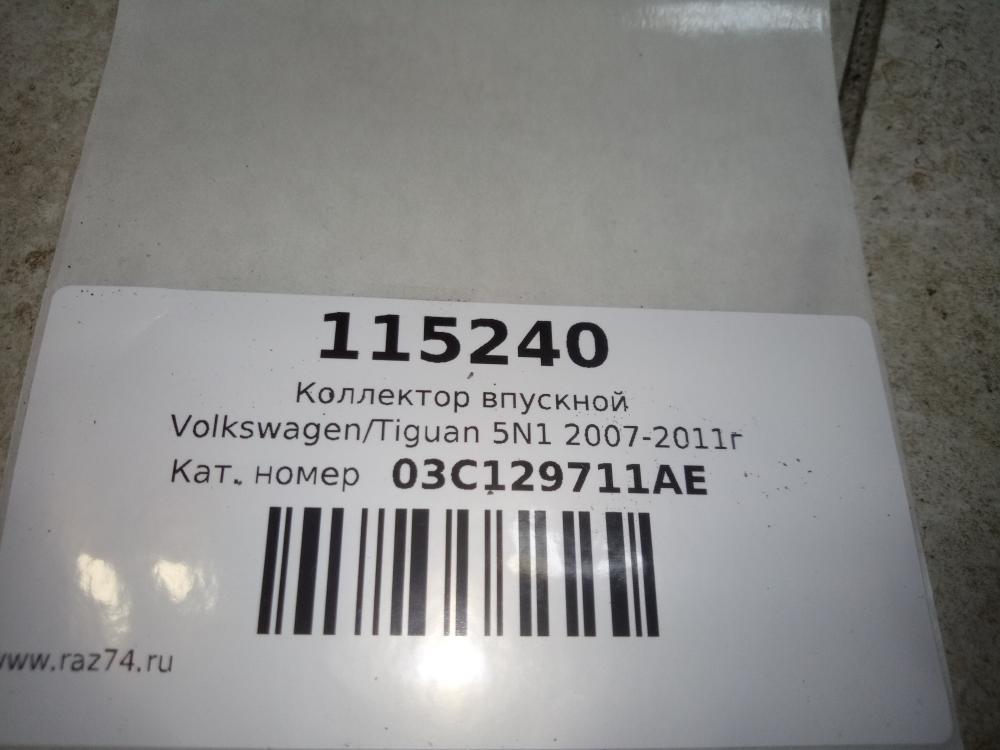 115240
Коллектор впускной
Volkswagen/Tiguan 5N1 2007-2011г
Кат. номер 03C129711AE
www.raz74.ru